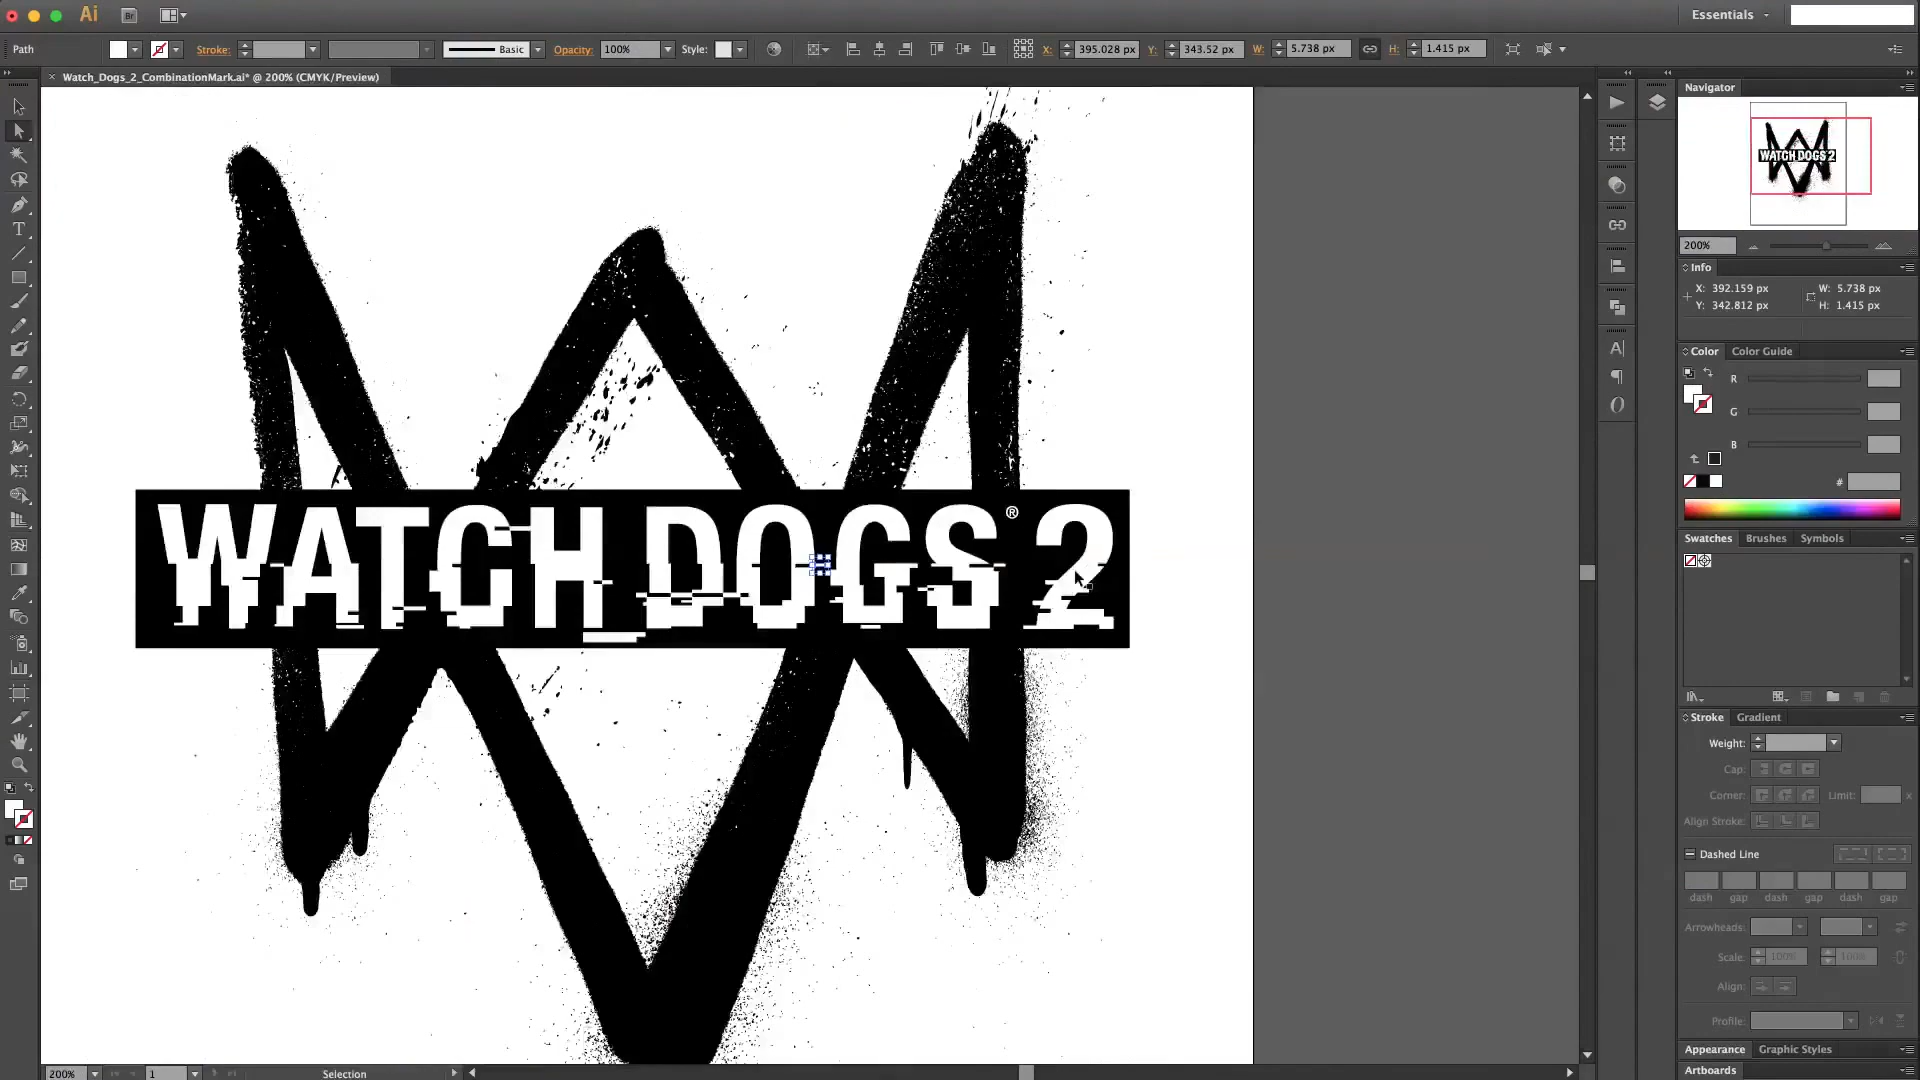 Ai
Br
Essentials
Path
Stroke:
Basic
Opacity:
100%
Style:
X:
395.028 px
Y:
343.52 px
W:
5.738 px
H:
1.415 px
Watch_Dogs_2_CombinationMark.ai* @ 200% (CMYK/Preview)
Navigator
WATCH DOGS 2
200%
Info
X: 392.159 px
W: 5.738 px
Y: 342.812 px
H: 1.415 px
Color
Color Guide
R
G
B
#
WATCH DOGS® 2
Swatches
Brushes
Symbols
Stroke
Gradient
Weight:
Cap:
Corner:
Limit:
x
Align Stroke:
Dashed Line
dash
gap
dash
gap
dash
gap
Arrowheads:
Scale:
100%
100%
Align:
Profile:
Appearance
Graphic Styles
Artboards
200%
1
Selection